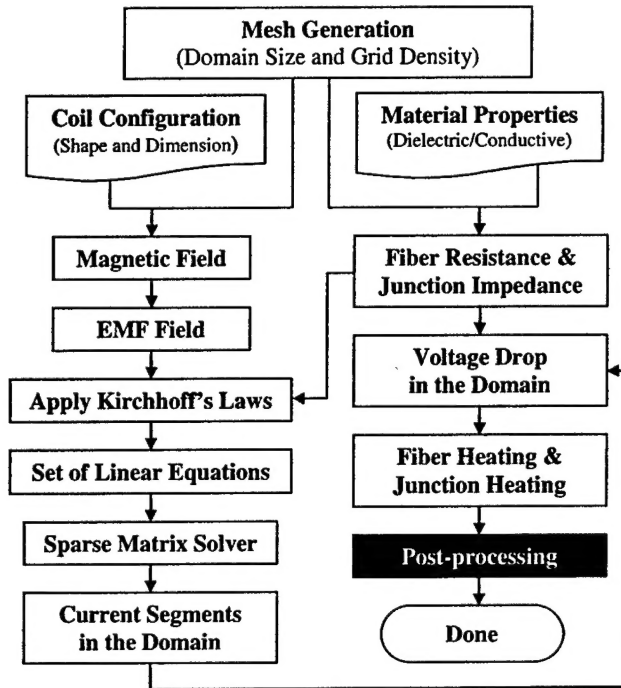 Mesh Generation
(Domain Size and Grid Density)
Coil Configuration
(Shape and Dimension)
Material Properties
(Dielectric/Conductive)
Magnetic Field
EMF Field
Apply Kirchhoff's Laws
Set of Linear Equations
Sparse Matrix Solver
Current Segments
in the Domain
Fiber Resistance &
Junction Impedance
Voltage Drop
in the Domain
Fiber Heating &
Junction Heating
Post-processing
Done